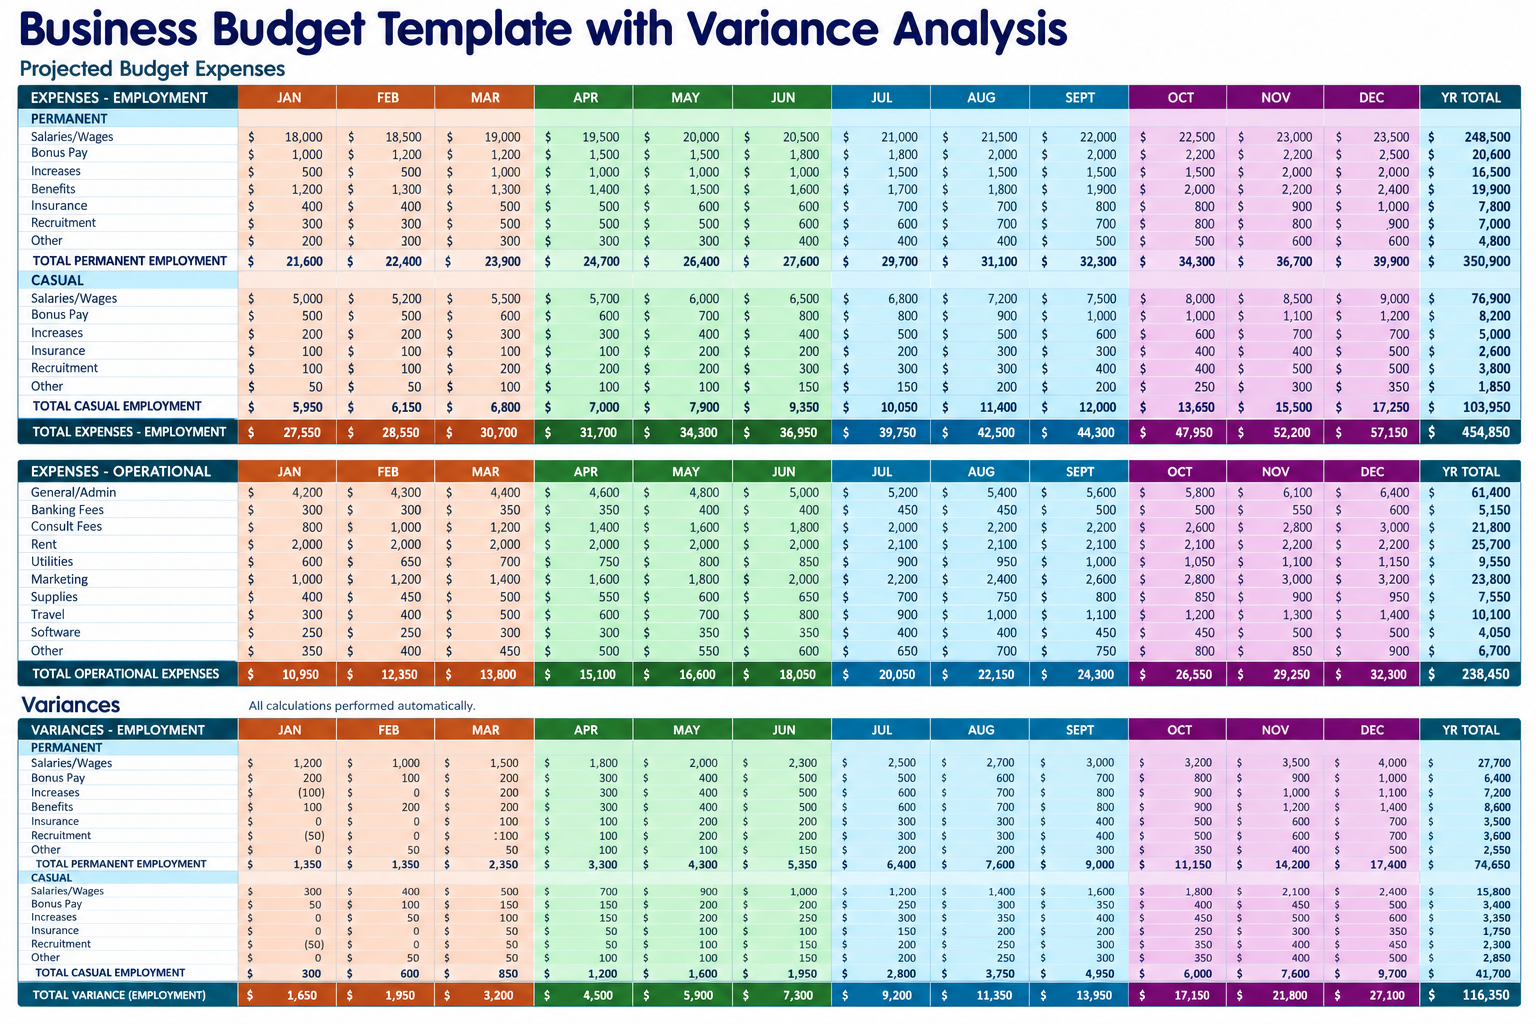 Business Budget Template with Variance Analysis
Projected Budget Expenses
EXPENSES - EMPLOYMENT JAN FEB MAR APR MAY JUN JUL AUG SEPT OCT NOV DEC YR TOTAL
PERMANENT
Salaries/Wages $ 18,000 $ 18,500 $ 19,000 $ 19,500 $ 20,000 $ 20,500 $ 21,000 $ 21,500 $ 22,000 $ 22,500 $ 23,000 $ 23,500 $ 248,500
Bonus Pay $ 1,000 $ 1,200 $ 1,200 $ 1,500 $ 1,500 $ 1,800 $ 1,800 $ 2,000 $ 2,000 $ 2,200 $ 2,200 $ 2,500 $ 20,600
Increases $ 500 $ 500 $ 1,000 $ 1,000 $ 1,000 $ 1,000 $ 1,500 $ 1,500 $ 1,500 $ 1,500 $ 2,000 $ 2,000 $ 16,500
Benefits $ 1,200 $ 1,300 $ 1,300 $ 1,400 $ 1,500 $ 1,600 $ 1,700 $ 1,800 $ 1,900 $ 2,000 $ 2,200 $ 2,400 $ 19,900
Insurance $ 400 $ 400 $ 500 $ 500 $ 600 $ 600 $ 700 $ 700 $ 800 $ 800 $ 900 $ 1,000 $ 7,800
Recruitment $ 300 $ 300 $ 500 $ 500 $ 500 $ 600 $ 600 $ 700 $ 700 $ 800 $ 800 $ 900 $ 7,000
Other $ 200 $ 300 $ 300 $ 300 $ 300 $ 400 $ 400 $ 400 $ 500 $ 500 $ 600 $ 600 $ 4,800
TOTAL PERMANENT EMPLOYMENT $ 21,600 $ 22,400 $ 23,900 $ 24,700 $ 26,400 $ 27,600 $ 29,700 $ 31,100 $ 32,300 $ 34,300 $ 36,700 $ 39,900 $ 350,900
CASUAL
Salaries/Wages $ 5,000 $ 5,200 $ 5,500 $ 5,700 $ 6,000 $ 6,500 $ 6,800 $ 7,200 $ 7,500 $ 8,000 $ 8,500 $ 9,000 $ 76,900
Bonus Pay $ 500 $ 500 $ 600 $ 600 $ 700 $ 800 $ 800 $ 900 $ 1,000 $ 1,000 $ 1,100 $ 1,200 $ 8,200
Increases $ 200 $ 200 $ 300 $ 300 $ 400 $ 400 $ 500 $ 500 $ 600 $ 600 $ 700 $ 700 $ 5,000
Insurance $ 100 $ 100 $ 100 $ 100 $ 200 $ 200 $ 200 $ 300 $ 300 $ 400 $ 400 $ 500 $ 2,600
Recruitment $ 100 $ 100 $ 200 $ 200 $ 200 $ 300 $ 300 $ 300 $ 400 $ 400 $ 500 $ 500 $ 3,800
Other $ 50 $ 50 $ 100 $ 100 $ 100 $ 150 $ 150 $ 200 $ 200 $ 250 $ 300 $ 350 $ 1,850
TOTAL CASUAL EMPLOYMENT $ 5,950 $ 6,150 $ 6,800 $ 7,000 $ 7,900 $ 9,350 $ 10,050 $ 11,400 $ 12,000 $ 13,650 $ 15,500 $ 17,250 $ 103,950
TOTAL EXPENSES - EMPLOYMENT $ 27,550 $ 28,550 $ 30,700 $ 31,700 $ 34,300 $ 36,950 $ 39,750 $ 42,500 $ 44,300 $ 47,950 $ 52,200 $ 57,150 $ 454,850
EXPENSES - OPERATIONAL JAN FEB MAR APR MAY JUN JUL AUG SEPT OCT NOV DEC YR TOTAL
General/Admin $ 4,200 $ 4,300 $ 4,400 $ 4,600 $ 4,800 $ 5,000 $ 5,200 $ 5,400 $ 5,600 $ 5,800 $ 6,100 $ 6,400 $ 61,400
Banking Fees $ 300 $ 300 $ 350 $ 350 $ 400 $ 400 $ 450 $ 450 $ 500 $ 500 $ 550 $ 600 $ 5,150
Consult Fees $ 800 $ 1,000 $ 1,200 $ 1,400 $ 1,600 $ 1,800 $ 2,000 $ 2,200 $ 2,200 $ 2,600 $ 2,800 $ 3,000 $ 21,800
Rent $ 2,000 $ 2,000 $ 2,000 $ 2,000 $ 2,000 $ 2,000 $ 2,100 $ 2,100 $ 2,100 $ 2,100 $ 2,200 $ 2,200 $ 25,700
Utilities $ 600 $ 650 $ 700 $ 750 $ 800 $ 850 $ 900 $ 950 $ 1,000 $ 1,050 $ 1,100 $ 1,150 $ 9,550
Marketing $ 1,000 $ 1,200 $ 1,400 $ 1,600 $ 1,800 $ 2,000 $ 2,200 $ 2,400 $ 2,600 $ 2,800 $ 3,000 $ 3,200 $ 23,800
Supplies $ 400 $ 450 $ 500 $ 550 $ 600 $ 650 $ 700 $ 750 $ 800 $ 850 $ 900 $ 950 $ 7,550
Travel $ 300 $ 400 $ 500 $ 600 $ 700 $ 800 $ 900 $ 1,000 $ 1,100 $ 1,200 $ 1,300 $ 1,400 $ 10,100
Software $ 250 $ 250 $ 300 $ 300 $ 350 $ 350 $ 400 $ 400 $ 450 $ 450 $ 500 $ 500 $ 4,050
Other $ 350 $ 400 $ 450 $ 500 $ 550 $ 600 $ 650 $ 700 $ 750 $ 800 $ 850 $ 900 $ 6,700
TOTAL OPERATIONAL EXPENSES $ 10,950 $ 12,350 $ 13,800 $ 15,100 $ 16,600 $ 18,050 $ 20,050 $ 22,150 $ 24,300 $ 26,550 $ 29,250 $ 32,300 $ 238,450
Variances All calculations performed automatically.
VARIANCES - EMPLOYMENT JAN FEB MAR APR MAY JUN JUL AUG SEPT OCT NOV DEC YR TOTAL
PERMANENT
Salaries/Wages $ 1,200 $ 1,000 $ 1,500 $ 1,800 $ 2,000 $ 2,300 $ 2,500 $ 2,700 $ 3,000 $ 3,200 $ 3,500 $ 4,000 $ 27,700
Bonus Pay $ 200 $ 100 $ 200 $ 300 $ 400 $ 500 $ 500 $ 600 $ 700 $ 800 $ 900 $ 1,000 $ 6,400
Increases $ (100) $ 0 $ 200 $ 300 $ 400 $ 500 $ 600 $ 700 $ 800 $ 900 $ 1,000 $ 1,100 $ 7,200
Benefits $ 100 $ 200 $ 200 $ 300 $ 400 $ 500 $ 600 $ 700 $ 800 $ 900 $ 1,200 $ 1,400 $ 8,600
Insurance $ 0 $ 0 $ 100 $ 100 $ 200 $ 200 $ 300 $ 300 $ 400 $ 500 $ 600 $ 700 $ 3,500
Recruitment $ (50) $ 0 $ :100 $ 100 $ 200 $ 200 $ 300 $ 300 $ 400 $ 500 $ 600 $ 700 $ 3,600
Other $ 0 $ 50 $ 50 $ 100 $ 100 $ 150 $ 200 $ 200 $ 300 $ 350 $ 400 $ 500 $ 2,550
TOTAL PERMANENT EMPLOYMENT $ 1,350 $ 1,350 $ 2,350 $ 3,300 $ 4,300 $ 5,350 $ 6,400 $ 7,600 $ 9,000 $ 11,150 $ 14,200 $ 17,400 $ 74,650
CASUAL
Salaries/Wages $ 300 $ 400 $ 500 $ 700 $ 900 $ 1,000 $ 1,200 $ 1,400 $ 1,600 $ 1,800 $ 2,100 $ 2,400 $ 15,800
Bonus Pay $ 50 $ 100 $ 150 $ 150 $ 200 $ 200 $ 250 $ 300 $ 350 $ 400 $ 450 $ 500 $ 3,400
Increases $ 0 $ 50 $ 100 $ 150 $ 200 $ 250 $ 300 $ 350 $ 400 $ 450 $ 500 $ 600 $ 3,350
Insurance $ 0 $ 0 $ 50 $ 50 $ 100 $ 100 $ 150 $ 200 $ 200 $ 250 $ 300 $ 350 $ 1,750
Recruitment $ (50) $ 0 $ 50 $ 50 $ 100 $ 150 $ 200 $ 250 $ 300 $ 350 $ 400 $ 450 $ 2,300
Other $ 0 $ 50 $ 50 $ 100 $ 100 $ 150 $ 200 $ 250 $ 300 $ 350 $ 400 $ 500 $ 2,850
TOTAL CASUAL EMPLOYMENT $ 300 $ 600 $ 850 $ 1,200 $ 1,600 $ 1,950 $ 2,800 $ 3,750 $ 4,950 $ 6,000 $ 7,600 $ 9,700 $ 41,700
TOTAL VARIANCE (EMPLOYMENT) $ 1,650 $ 1,950 $ 3,200 $ 4,500 $ 5,900 $ 7,300 $ 9,200 $ 11,350 $ 13,950 $ 17,150 $ 21,800 $ 27,100 $ 116,350